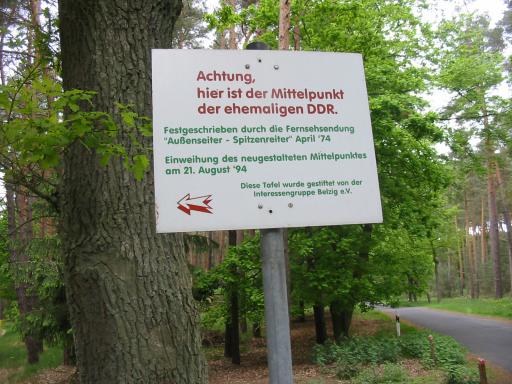 Achtung,
hier ist der Mittelpunkt
der ehemaligen DDR.
Festgeschrieben durch die Fernsehsendung
"Außenseiter - Spitzenreiter" April '74
Einweihung des neugestalteten Mittelpunktes
am 21. August '94
Diese Tafel wurde gestiftet von der
Interessengruppe Belzig e.V.